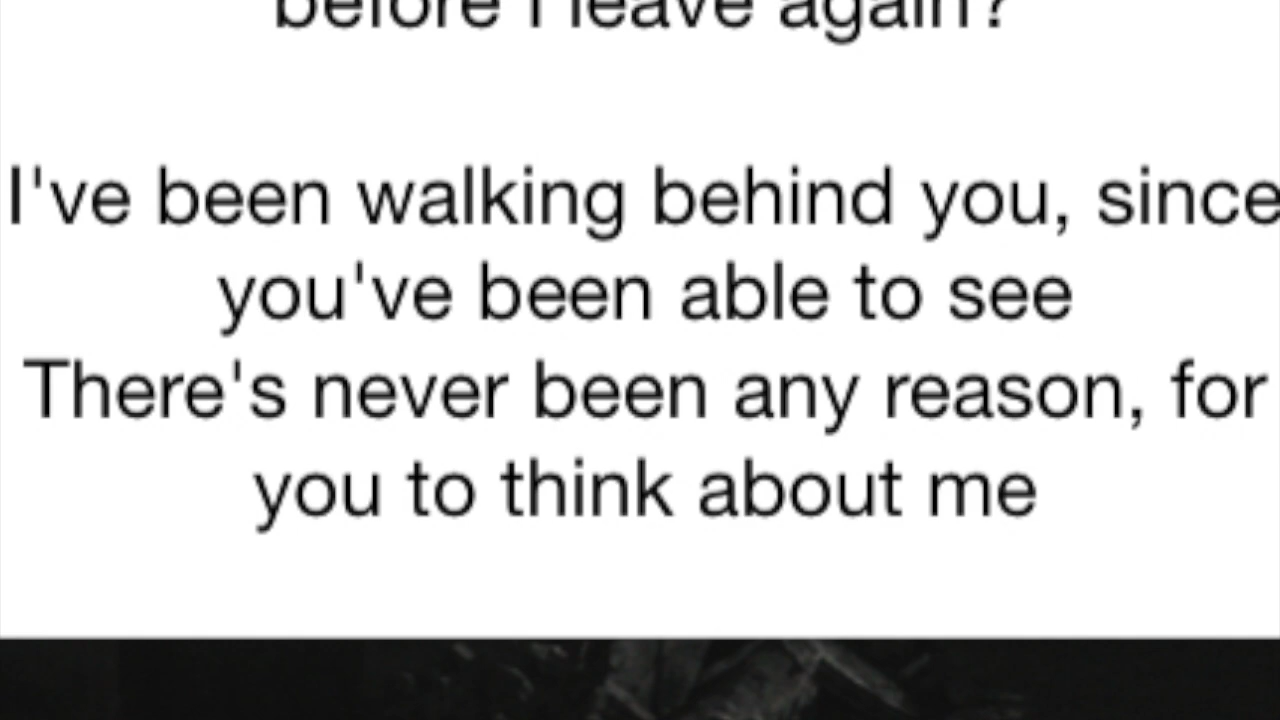 before I leave again?
I've been walking behind you, since
you've been able to see
There's never been any reason, for
you to think about me